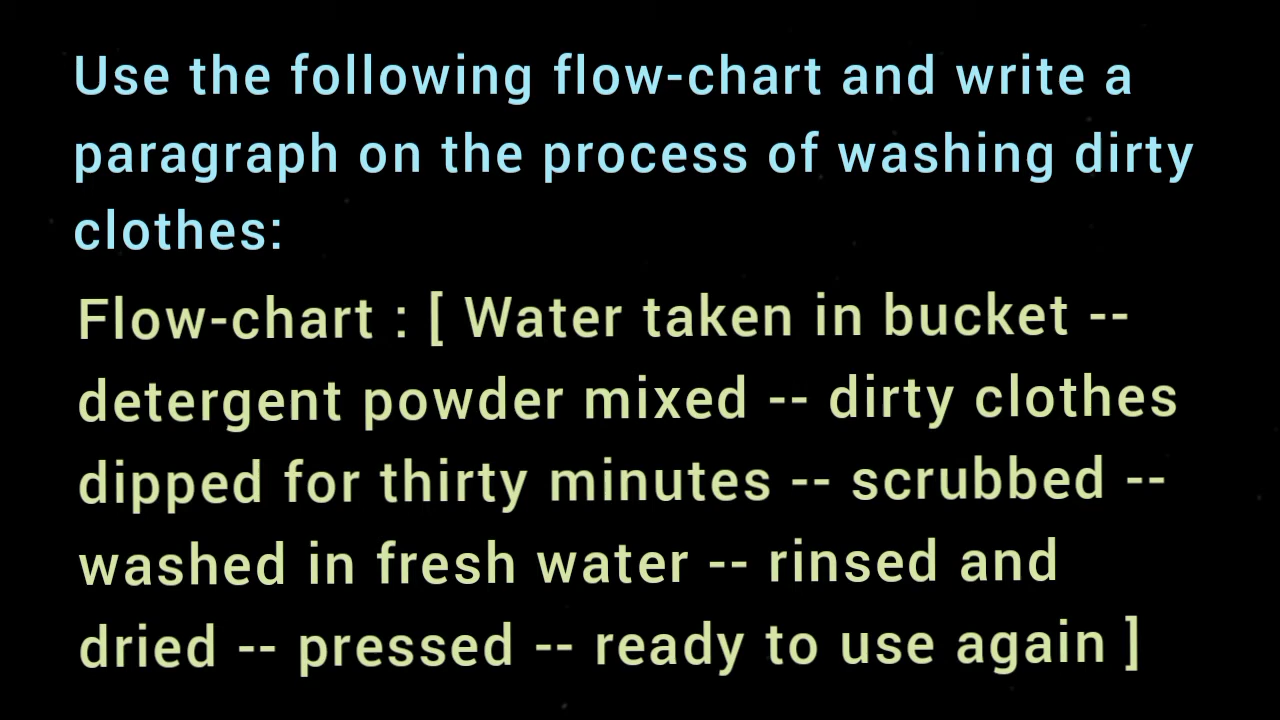 Use the following flow-chart and write a
paragraph on the process of washing dirty
clothes:
Flow-chart : [ Water taken in bucket --
detergent powder mixed -- dirty clothes
dipped for thirty minutes -- scrubbed --
washed in fresh water -- rinsed and
dried -- pressed -- ready to use again ]